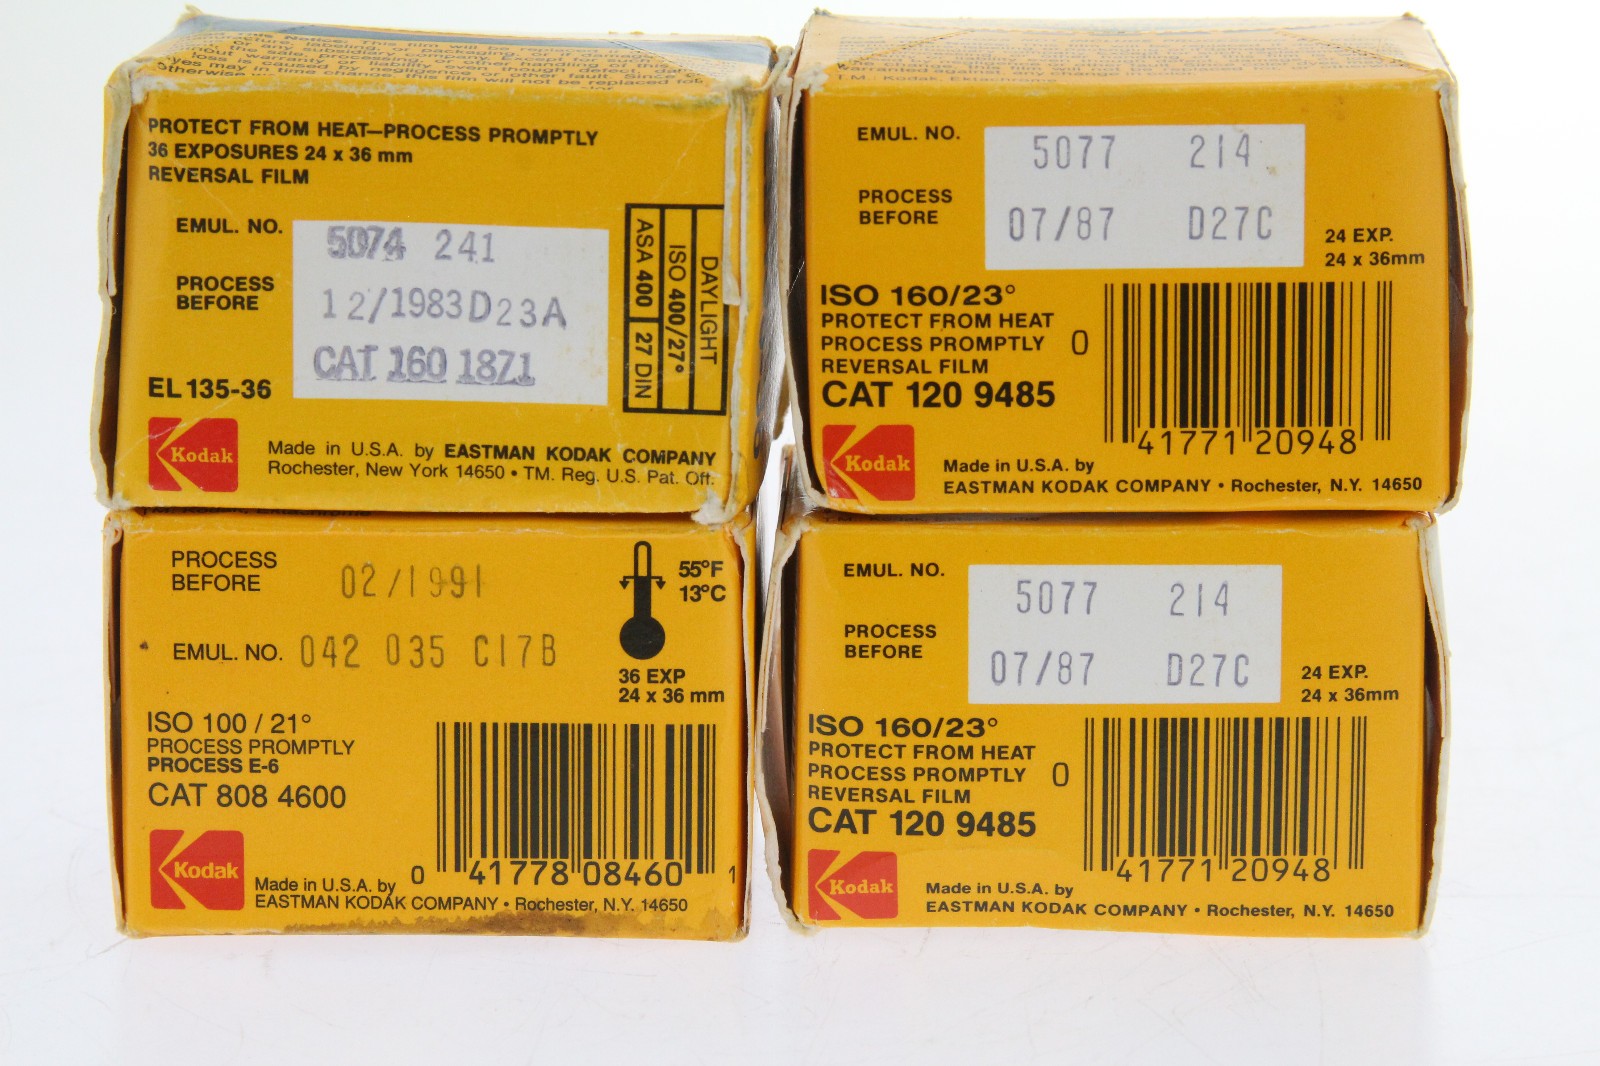 Notice: This film will be
PROTECT FROM HEAT—PROCESS PROMPTLY
36 EXPOSURES 24 x 36 mm
REVERSAL FILM
EMUL. NO.
5074 241
PROCESS
BEFORE
12/1983 D23A
CAT 160 1871
EL 135-36
DAYLIGHT
ISO 400/27°
ASA 400
27 DIN
Kodak
Made in U.S.A. by EASTMAN KODAK COMPANY
Rochester, New York 14650 • TM. Reg. U.S. Pat. Off.
EMUL. NO.
5077 214
PROCESS
BEFORE
07/87 D27C
24 EXP.
24 x 36mm
ISO 160/23°
PROTECT FROM HEAT
PROCESS PROMPTLY
REVERSAL FILM
CAT 120 9485
0 41771 20948
Kodak
Made in U.S.A. by
EASTMAN KODAK COMPANY • Rochester, N.Y. 14650
PROCESS
BEFORE
02/1991
55°F
13°C
EMUL. NO. 042 035 C17B
36 EXP
24 x 36 mm
ISO 100 / 21°
PROCESS PROMPTLY
PROCESS E-6
CAT 808 4600
0 41778 08460 1
Kodak
Made in U.S.A. by
EASTMAN KODAK COMPANY • Rochester, N.Y. 14650
EMUL. NO.
5077 214
PROCESS
BEFORE
07/87 D27C
24 EXP.
24 x 36mm
ISO 160/23°
PROTECT FROM HEAT
PROCESS PROMPTLY
REVERSAL FILM
CAT 120 9485
0 41771 20948
Kodak
Made in U.S.A. by
EASTMAN KODAK COMPANY • Rochester, N.Y. 14650